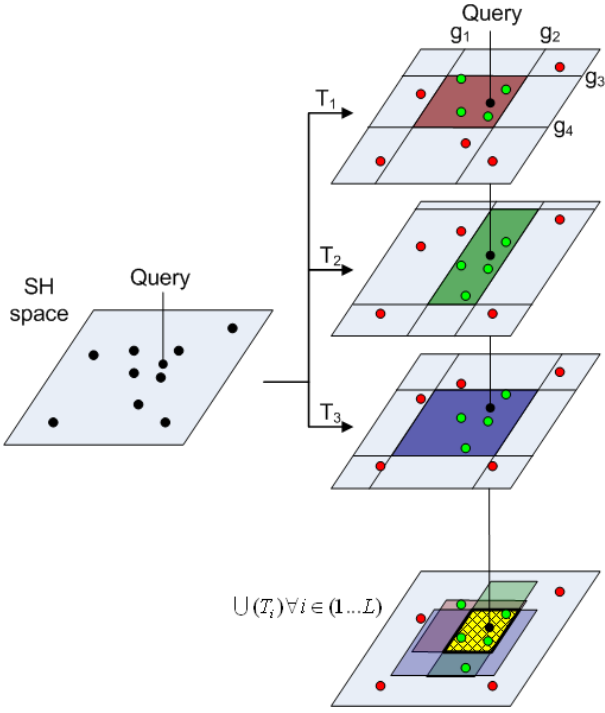 Query
g₁
g₂
g₃
T₁
g₄
T₂
SH
space
Query
T₃
⋃(Tᵢ)∀i∈(1...L)